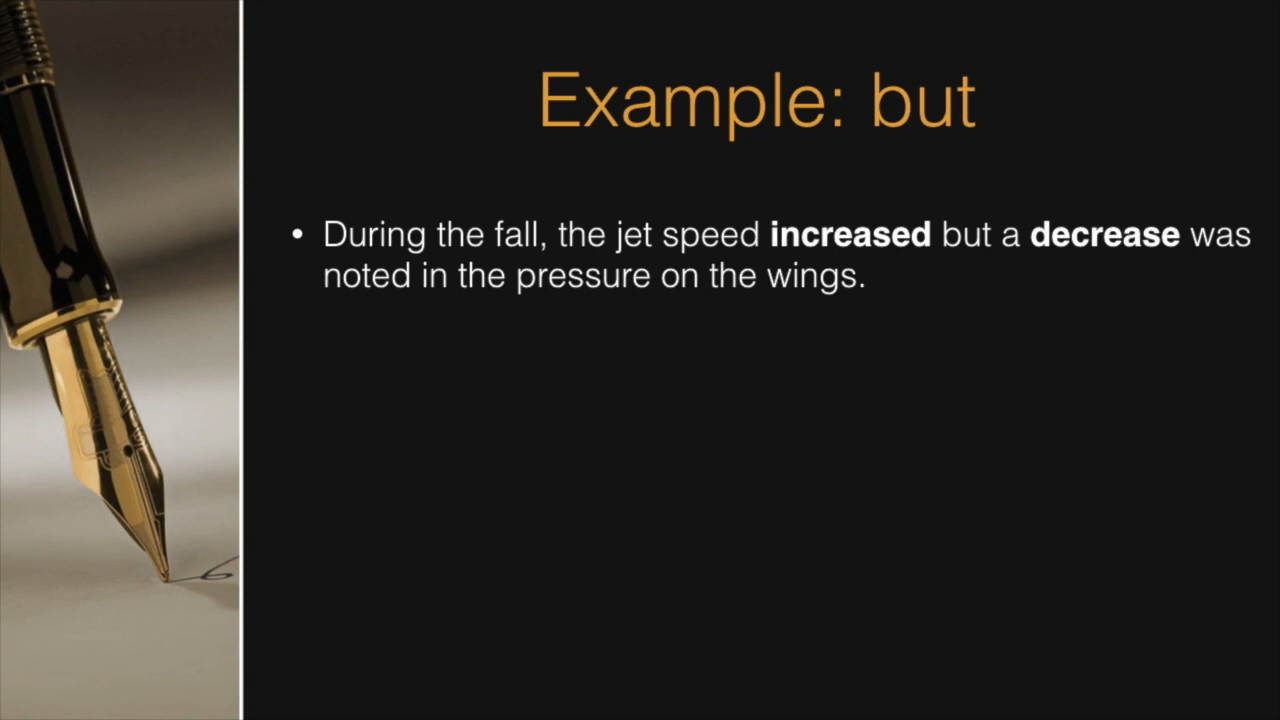 Example: but
• During the fall, the jet speed increased but a decrease was
noted in the pressure on the wings.